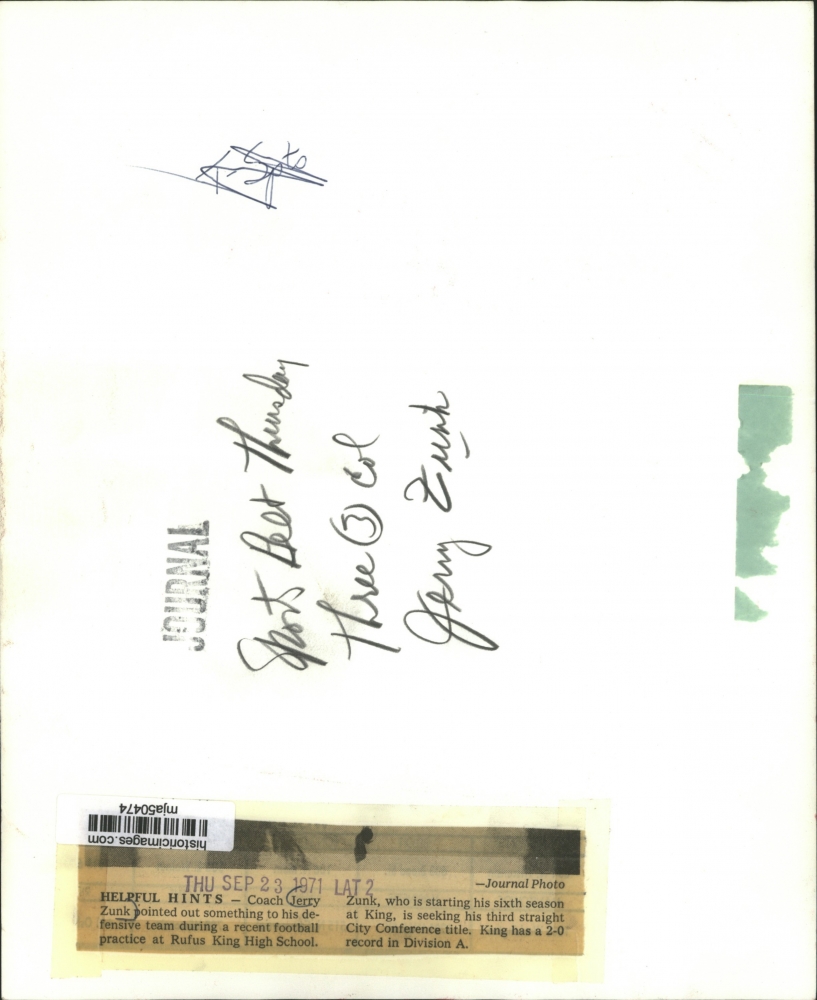 JOURNAL
Sports Peet Thursday
Three (3) Col
Jerry Zunk
mja50474
historicimages.com
THU SEP 23 1971 LAT 2
—Journal Photo
HELPFUL HINTS — Coach Jerry
Zunk pointed out something to his de-
fensive team during a recent football
practice at Rufus King High School.
Zunk, who is starting his sixth season
at King, is seeking his third straight
City Conference title. King has a 2-0
record in Division A.